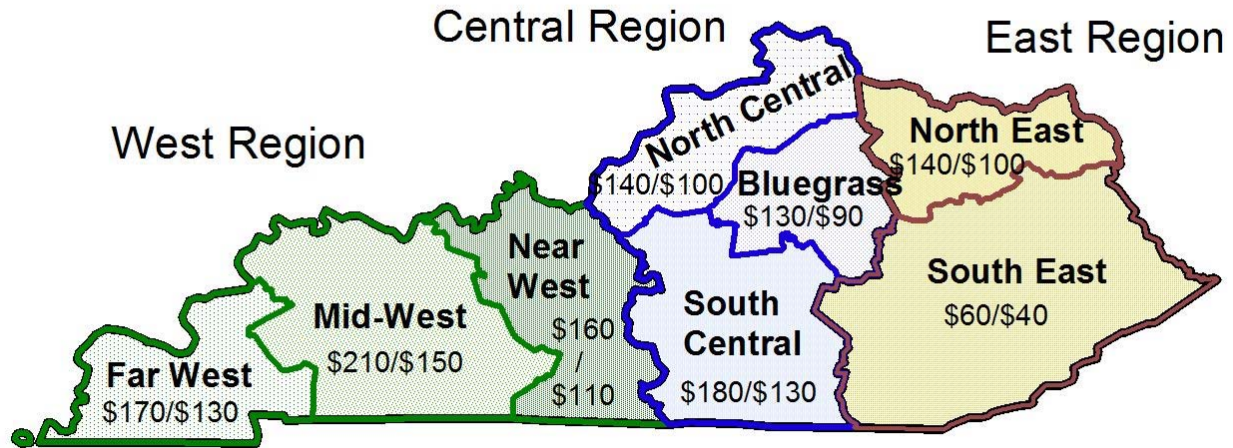 Central Region
East Region
West Region
North Central
$140/$100
North East
$140/$100
Bluegrass
$130/$90
Near
West
$160
/
$110
South East
$60/$40
Mid-West
$210/$150
South
Central
$180/$130
Far West
$170/$130